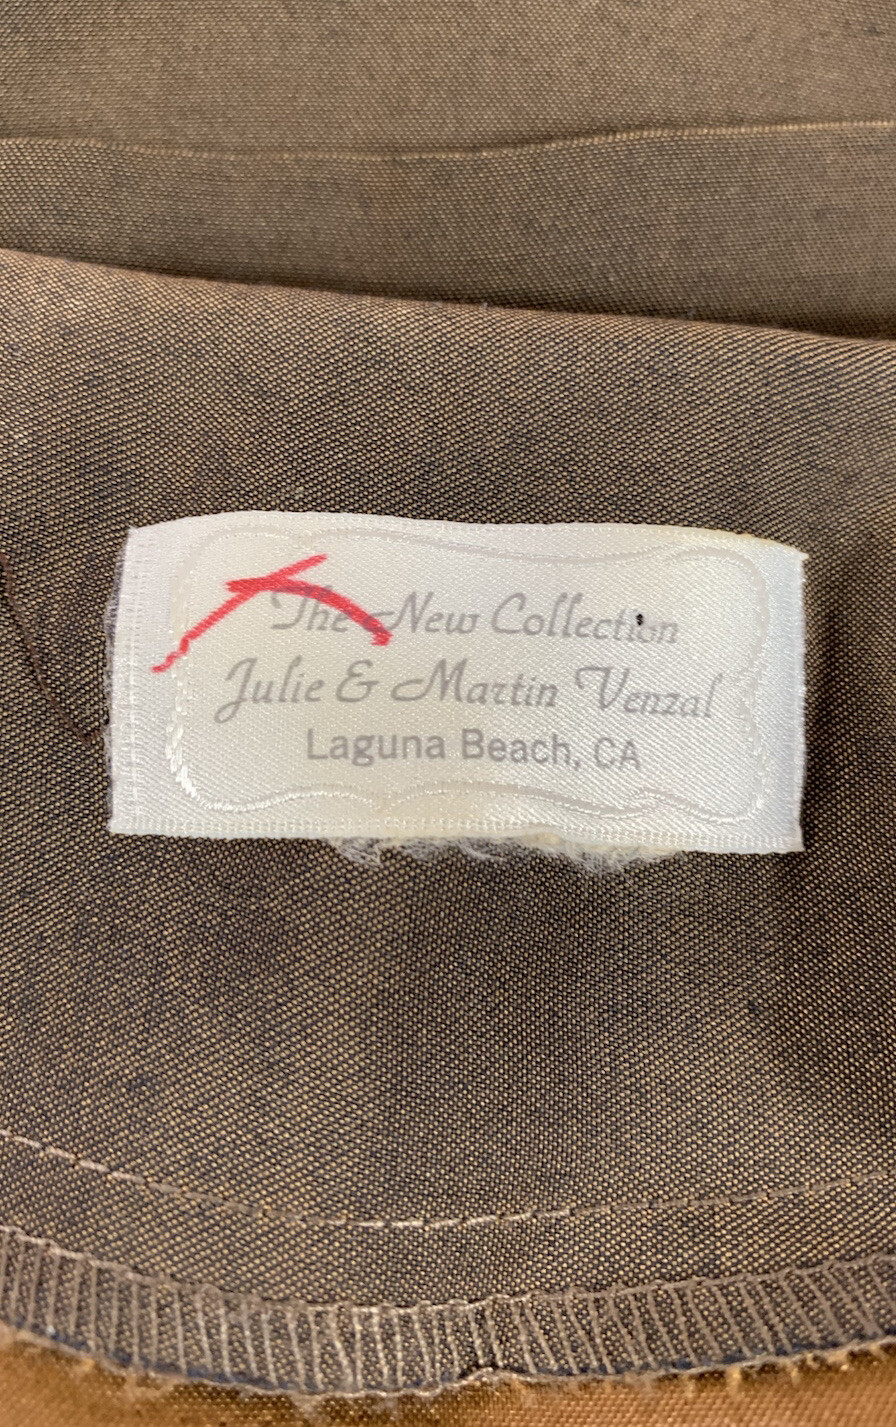 The New Collection
Julie & Martin Venzal
Laguna Beach, CA